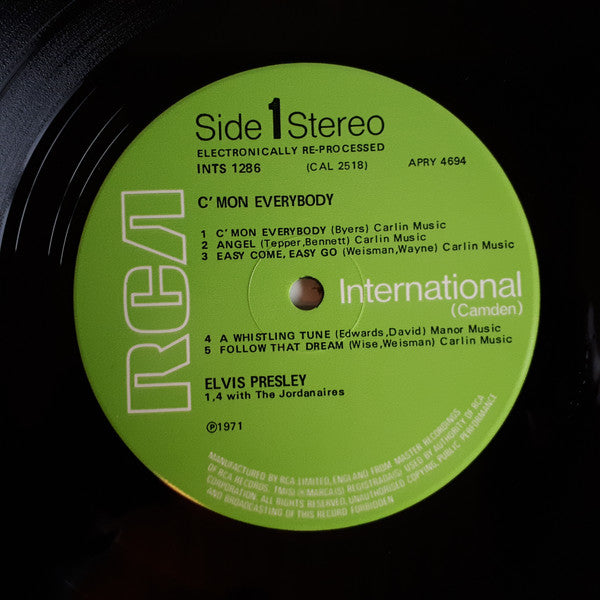 Side 1 Stereo
ELECTRONICALLY RE-PROCESSED
INTS 1286 (CAL 2518) APRY 4694
C' MON EVERYBODY
1 C' MON EVERYBODY (Byers) Carlin Music
2 ANGEL (Tepper,Bennett) Carlin Music
3 EASY COME, EASY GO (Weisman,Wayne) Carlin Music
RCA
International
(Camden)
4 A WHISTLING TUNE (Edwards,David) Manor Music
5 FOLLOW THAT DREAM (Wise,Weisman) Carlin Music
ELVIS PRESLEY
1,4 with The Jordanaires
Ⓟ1971
MANUFACTURED BY RCA LIMITED, ENGLAND FROM MASTER RECORDINGS
OF RCA RECORDS. TM(S) ® MARCA(S) REGISTRADA(S) USED BY AUTHORITY OF RCA
CORPORATION. ALL RIGHTS RESERVED, UNAUTHORISED COPYING, PUBLIC PERFORMANCE
AND BROADCASTING OF THIS RECORD FORBIDDEN